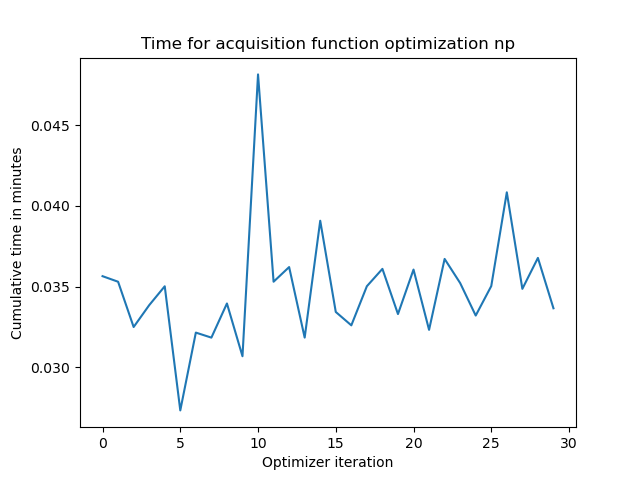 Time for acquisition function optimization np
Cumulative time in minutes
0.045
0.040
0.035
0.030
0 5 10 15 20 25 30
Optimizer iteration